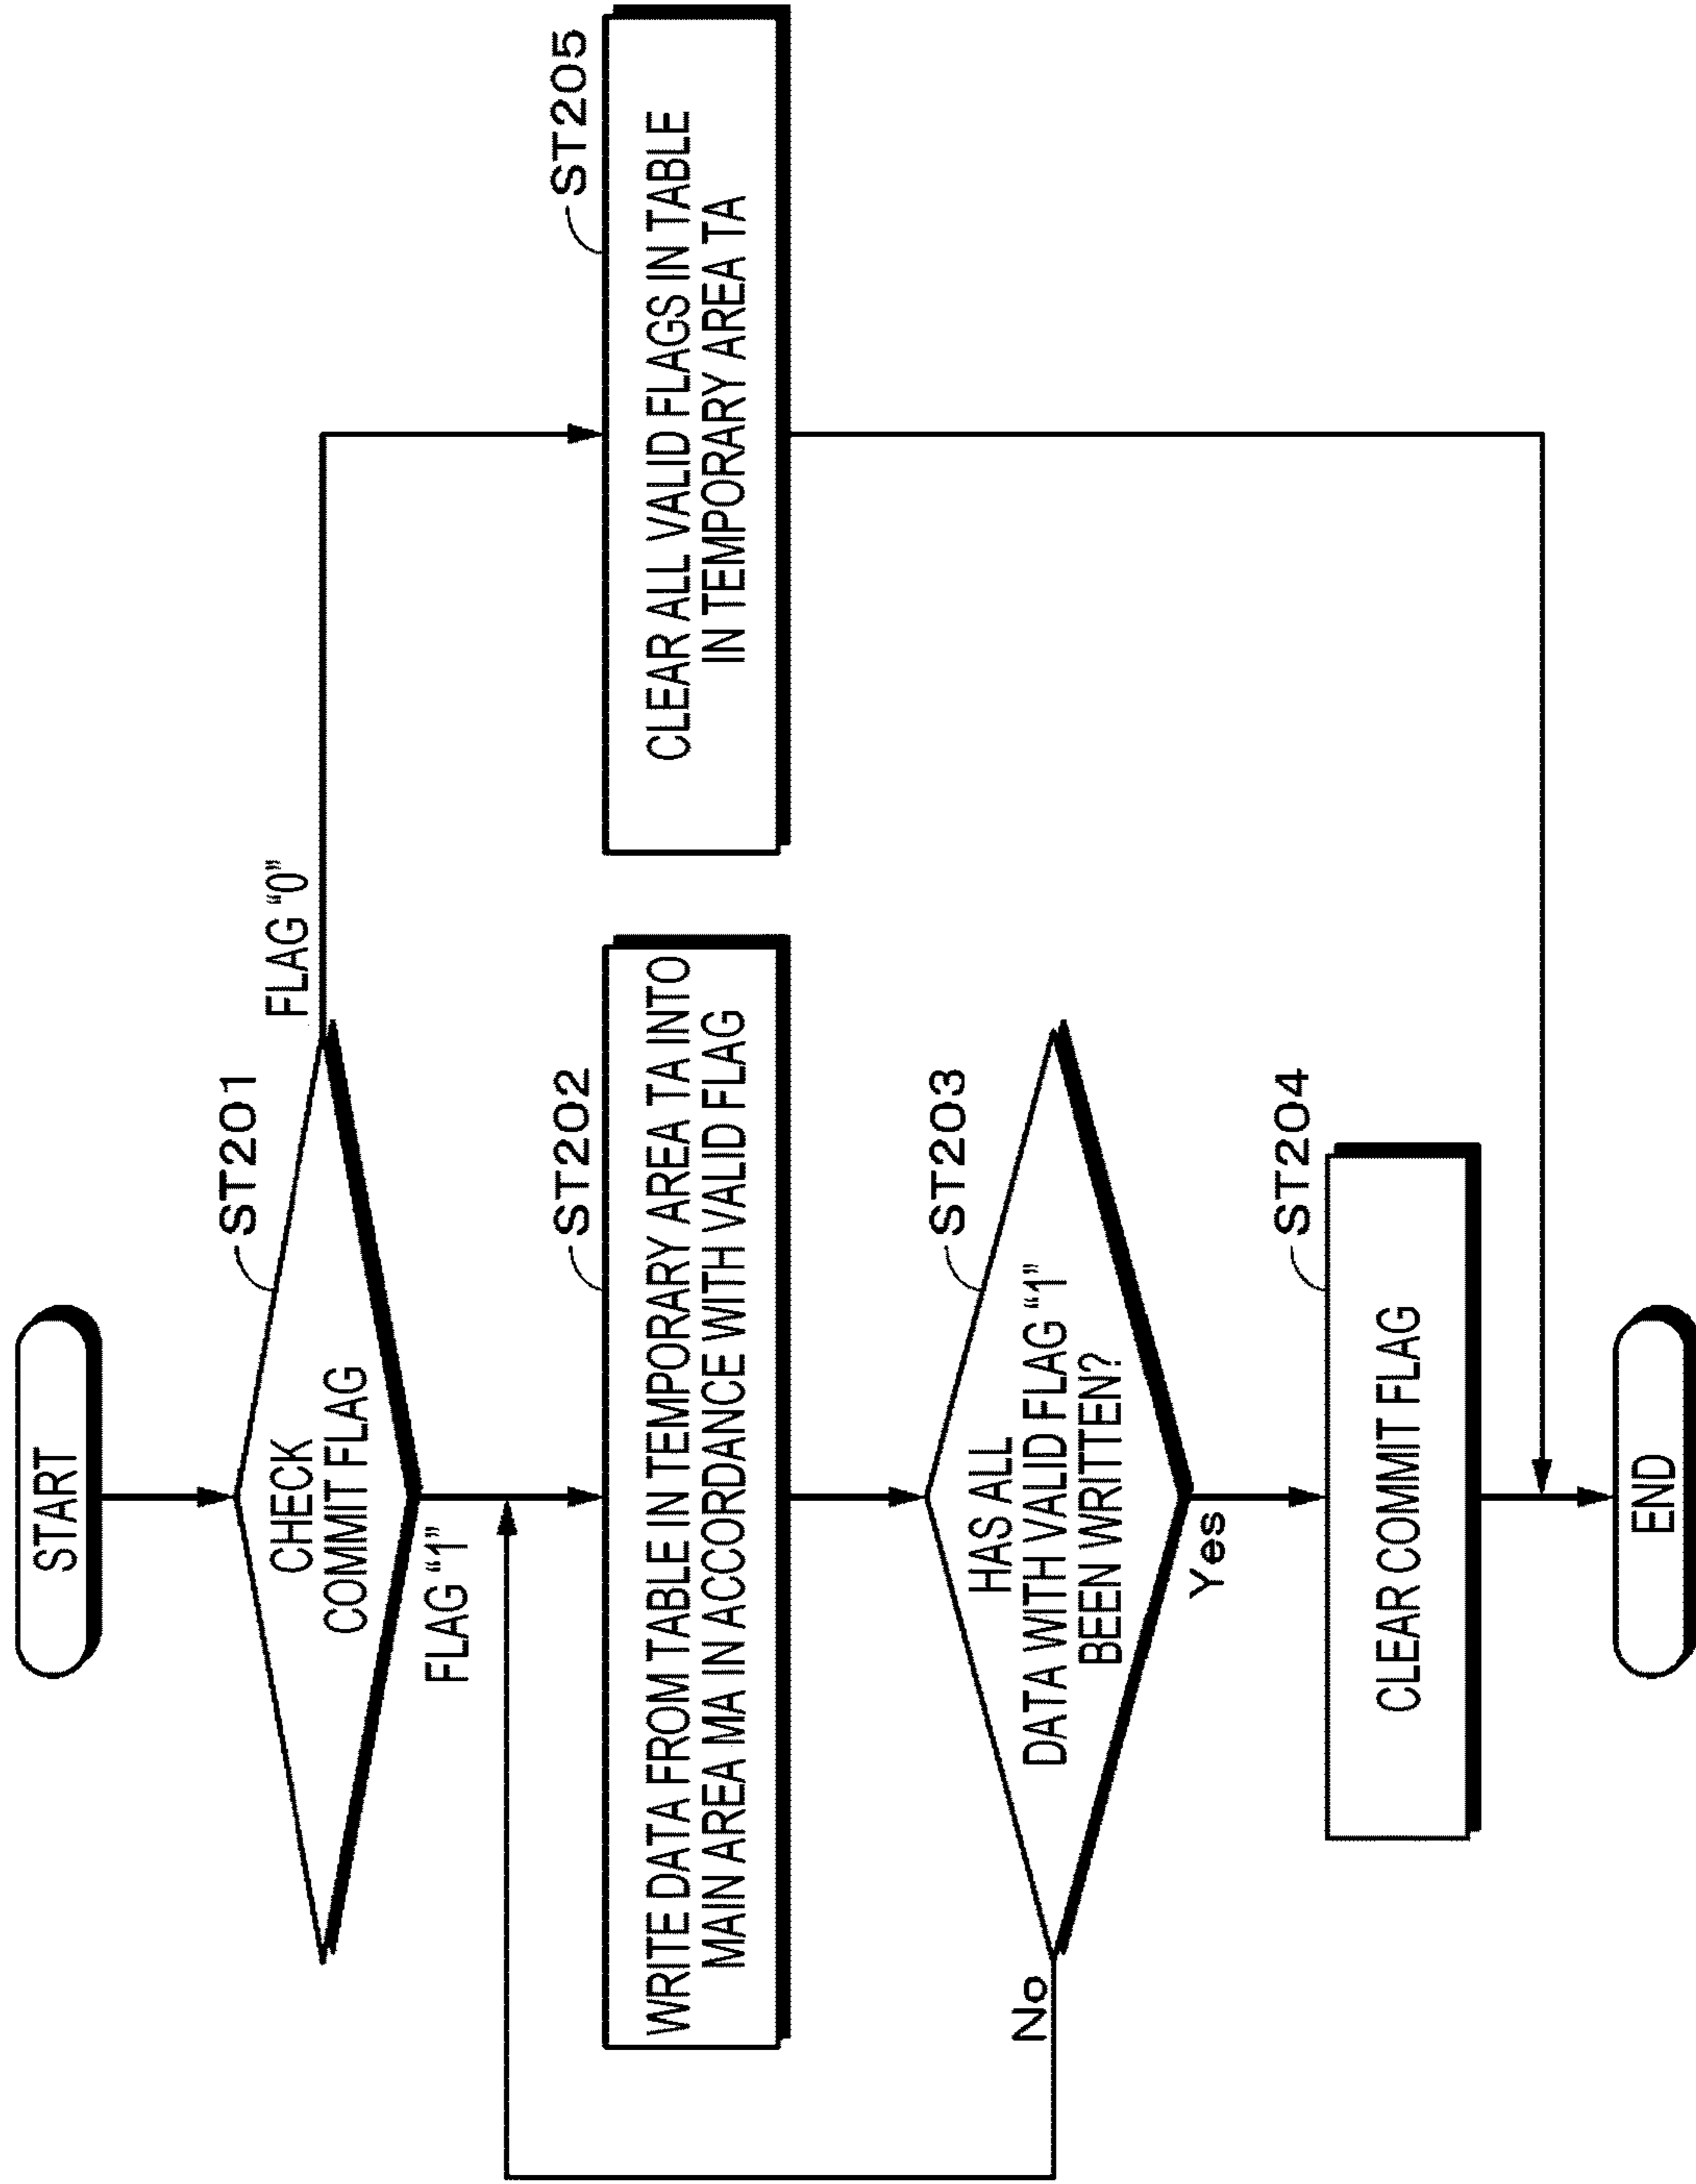 START
ST201
CHECK
COMMIT FLAG
FLAG “0”
FLAG “1”
ST202
WRITE DATA FROM TABLE IN TEMPORARY AREA TA INTO
MAIN AREA MA IN ACCORDANCE WITH VALID FLAG
ST205
CLEAR ALL VALID FLAGS IN TABLE
IN TEMPORARY AREA TA
ST203
HAS ALL
DATA WITH VALID FLAG “1”
BEEN WRITTEN?
No
Yes
ST204
CLEAR COMMIT FLAG
END